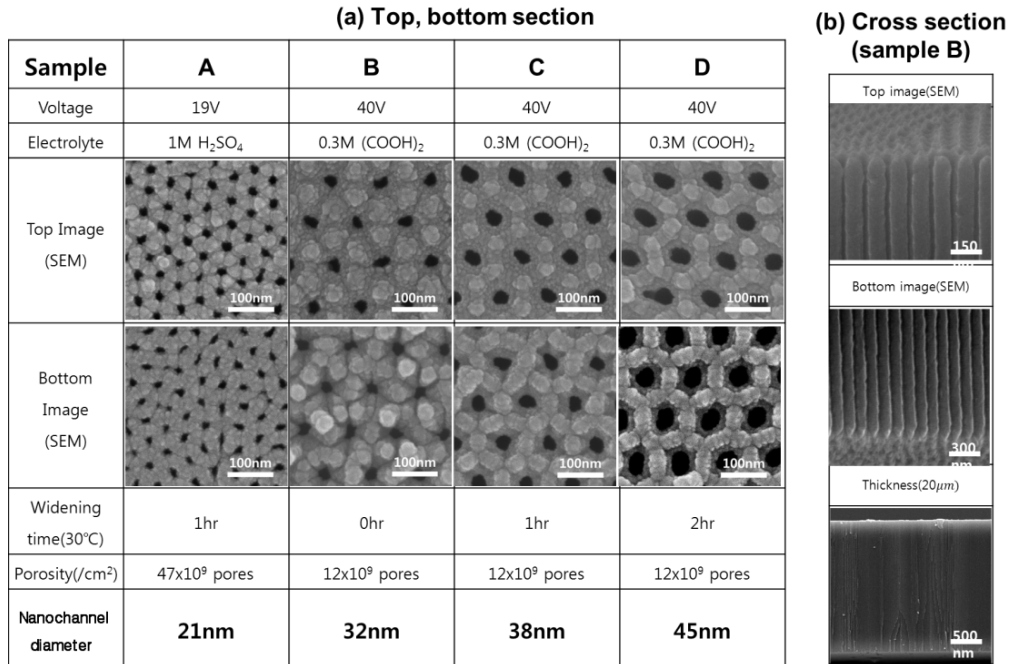 (a) Top, bottom section
Sample A B C D
Voltage 19V 40V 40V 40V
Electrolyte 1M H₂SO₄ 0.3M (COOH)₂ 0.3M (COOH)₂ 0.3M (COOH)₂
Top Image
(SEM)
100nm 100nm 100nm 100nm
Bottom
Image
(SEM)
100nm 100nm 100nm 100nm
Widening
time(30℃) 1hr 0hr 1hr 2hr
Porosity(/cm²) 47x10⁹ pores 12x10⁹ pores 12x10⁹ pores 12x10⁹ pores
Nanochannel
diameter 21nm 32nm 38nm 45nm
(b) Cross section
(sample B)
Top image(SEM)
150
Bottom image(SEM)
300
nm
Thickness(20μm)
500
nm